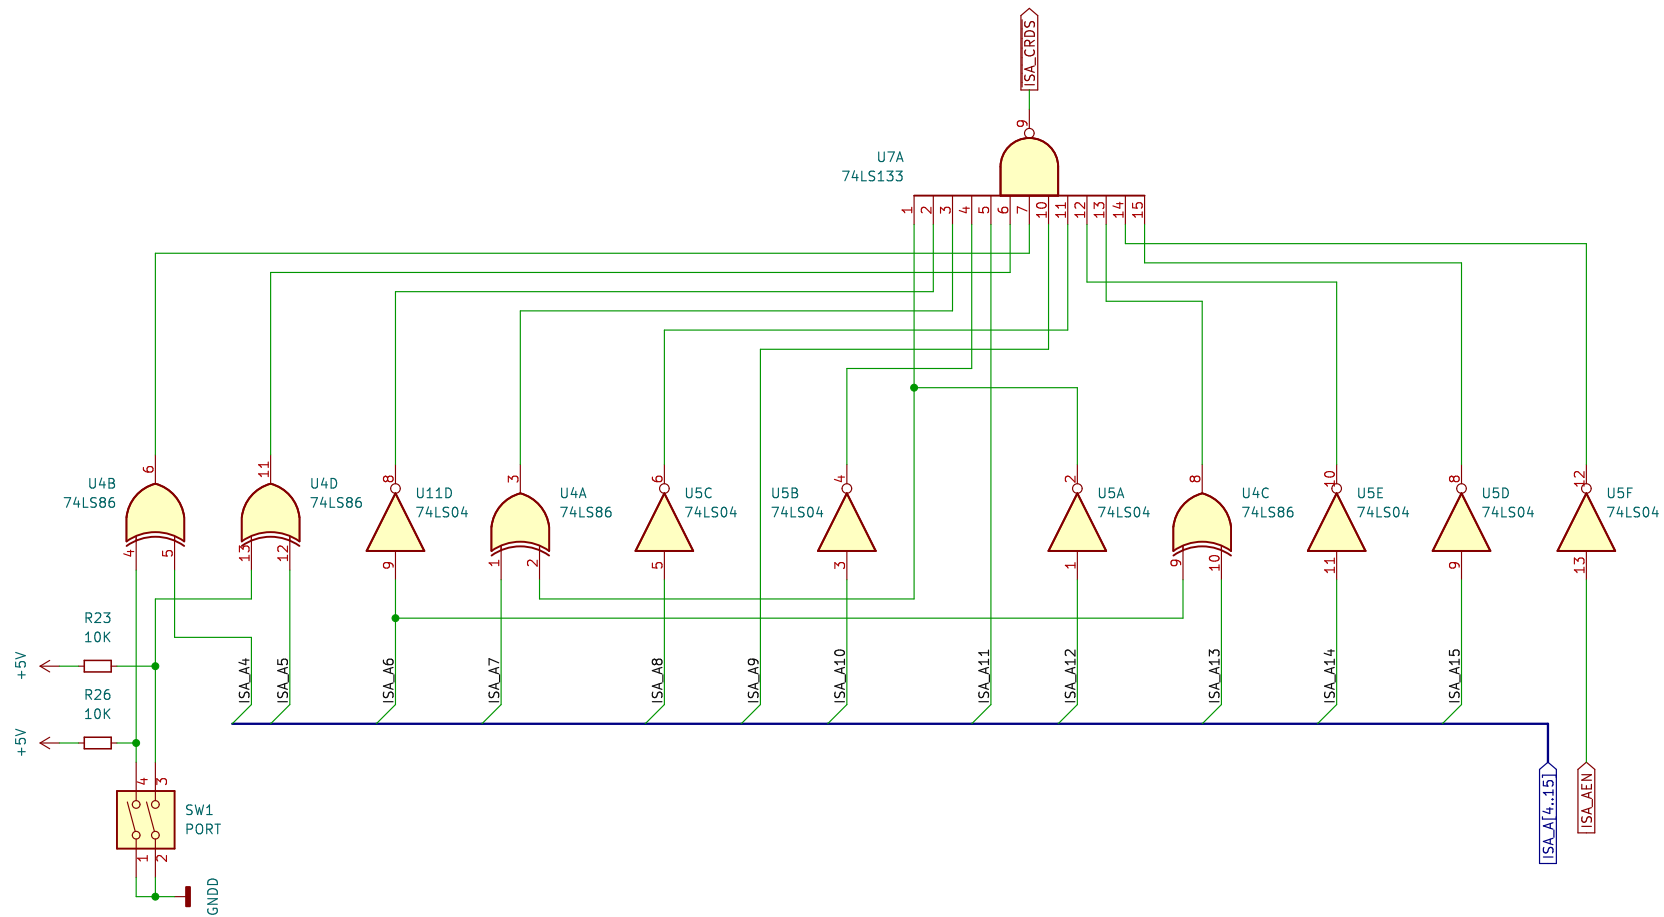 ISA_CRDS
9
U7A
74LS133
1
2
3
4
5
6
7
10
11
12
13
14
15
6
U4B
74LS86
4
5
11
U4D
74LS86
13
12
8
U11D
74LS04
9
3
U4A
74LS86
1
2
6
U5C
74LS04
5
4
U5B
74LS04
3
2
U5A
74LS04
1
8
U4C
74LS86
9
10
10
U5E
74LS04
11
8
U5D
74LS04
9
12
U5F
74LS04
13
R23
10K
+5V
R26
10K
+5V
ISA_A4
ISA_A5
ISA_A6
ISA_A7
ISA_A8
ISA_A9
ISA_A10
ISA_A11
ISA_A12
ISA_A13
ISA_A14
ISA_A15
4
3
SW1
PORT
1
2
GNDD
ISA_A[4..15]
ISA_AEN